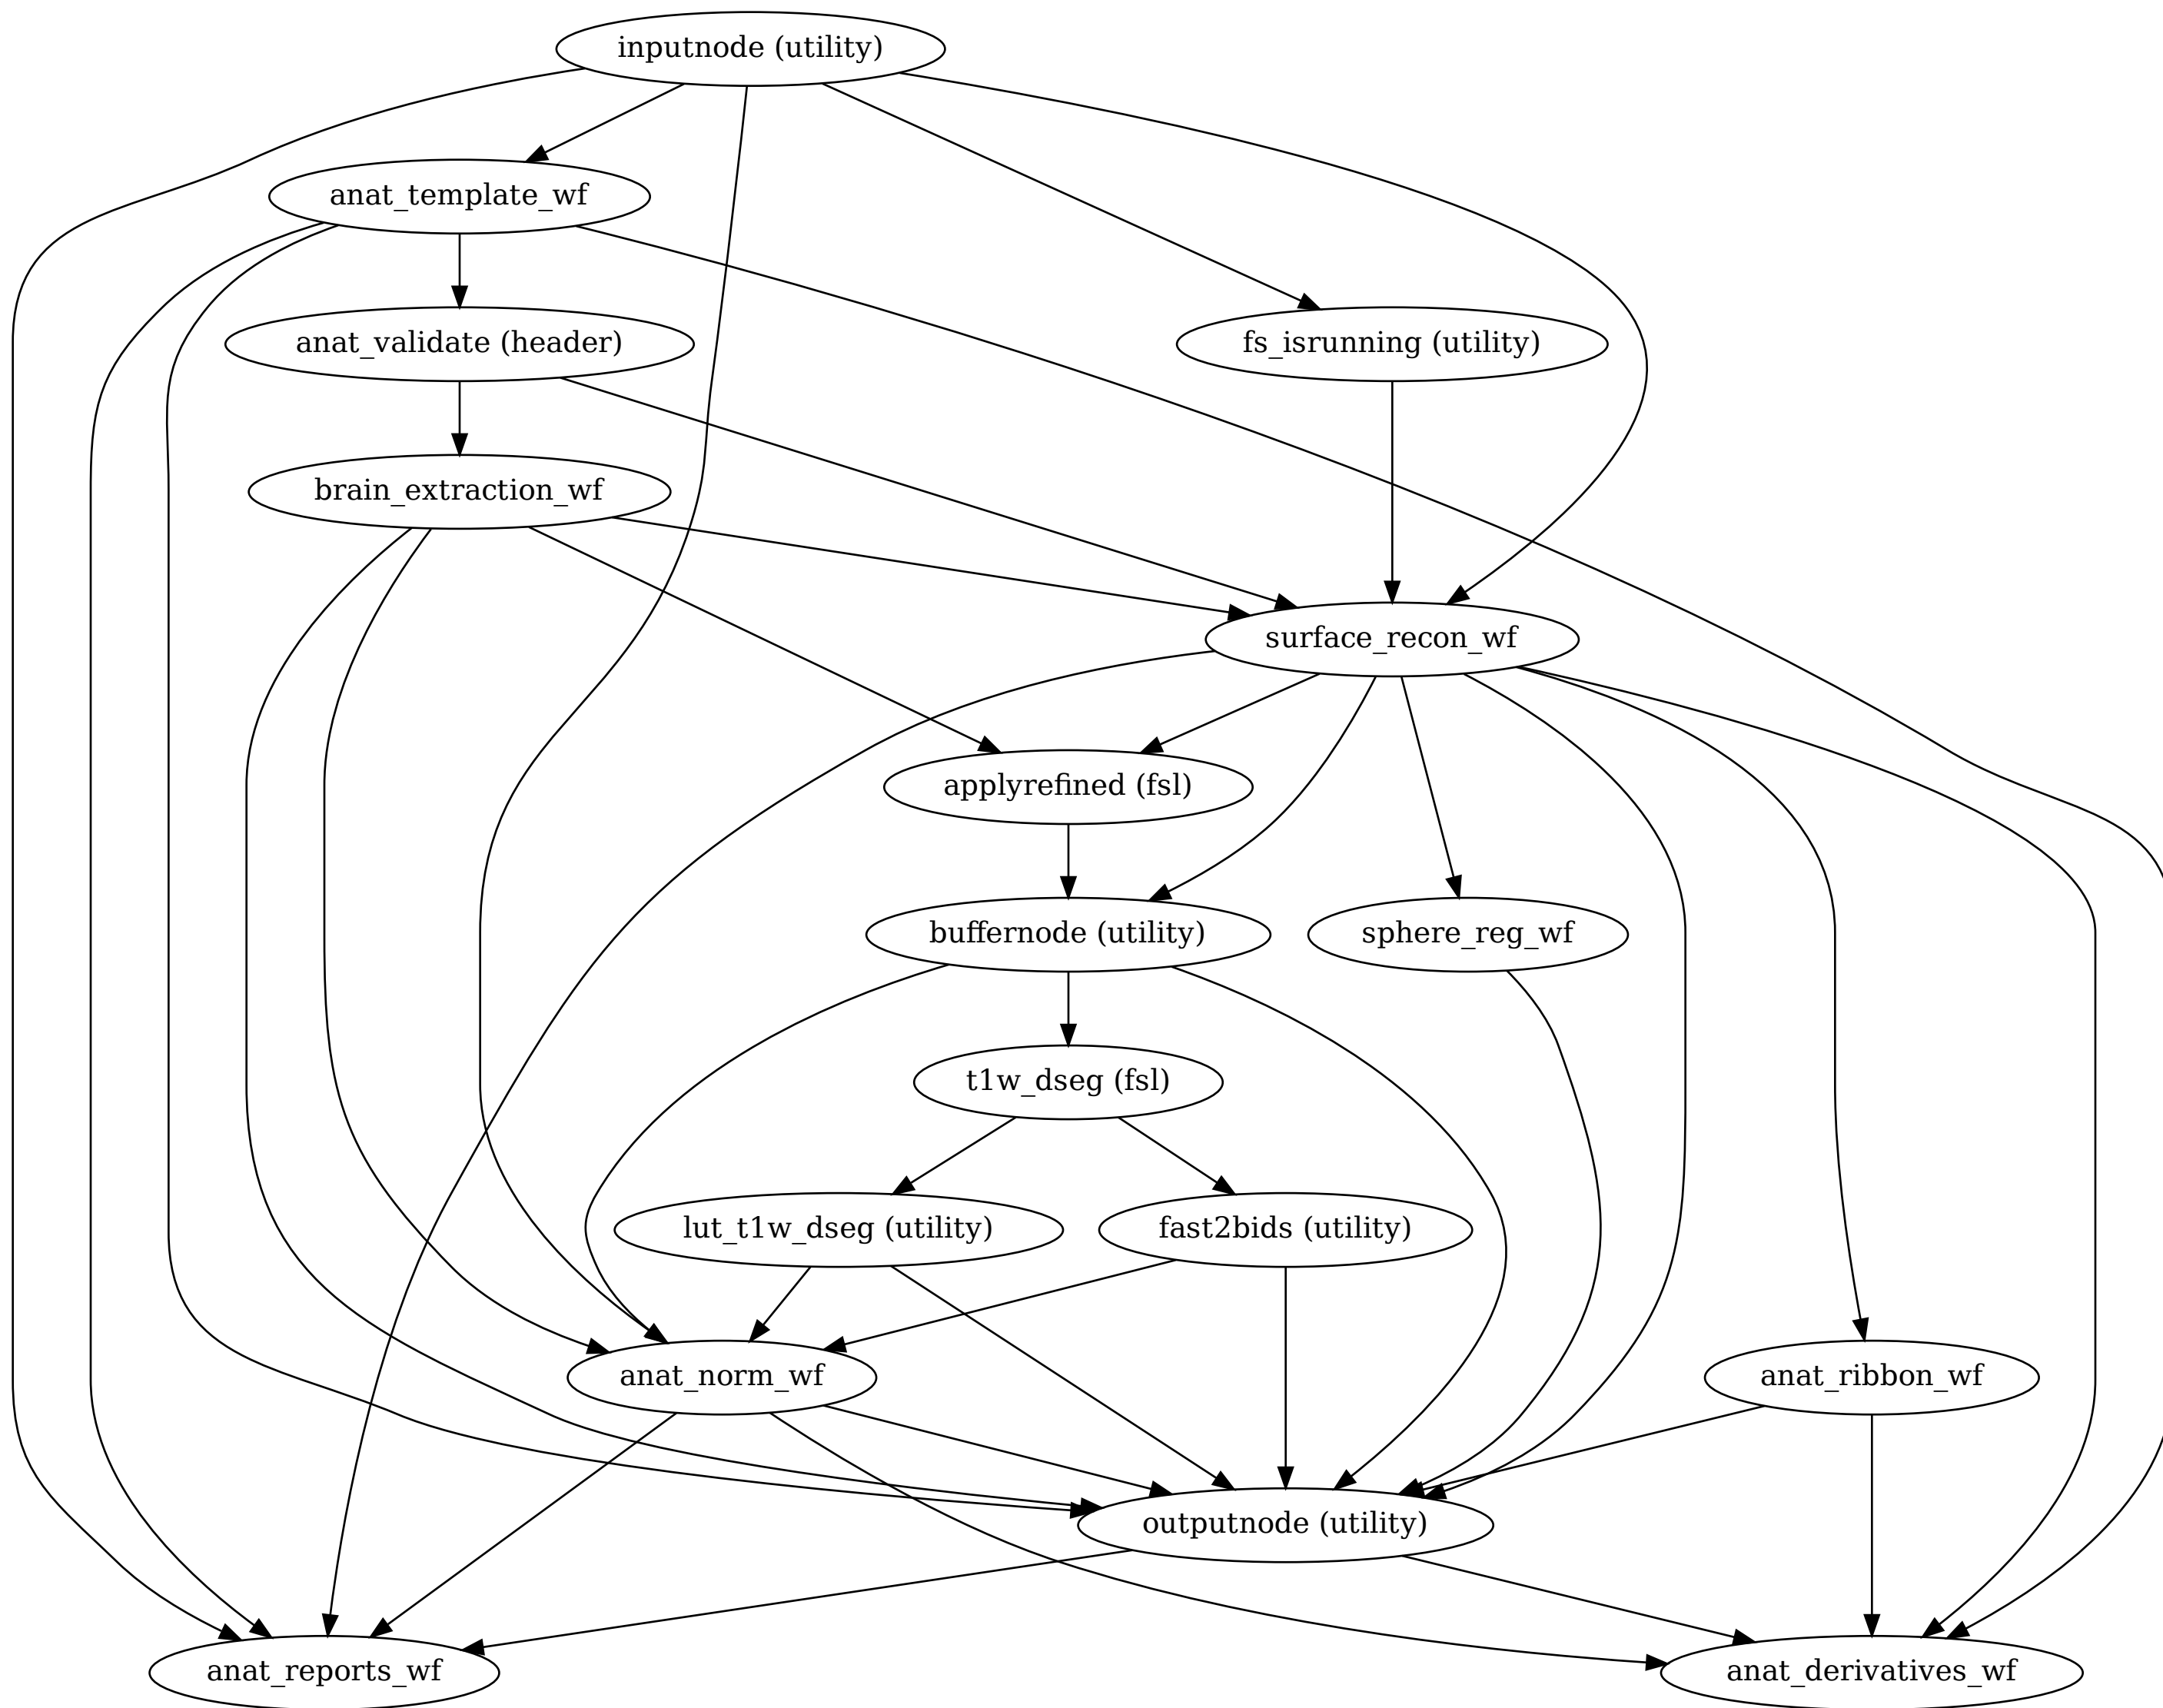 inputnode (utility)
anat_template_wf
anat_validate (header)
fs_isrunning (utility)
brain_extraction_wf
surface_recon_wf
applyrefined (fsl)
buffernode (utility)
sphere_reg_wf
t1w_dseg (fsl)
lut_t1w_dseg (utility)
fast2bids (utility)
anat_norm_wf
anat_ribbon_wf
outputnode (utility)
anat_reports_wf
anat_derivatives_wf